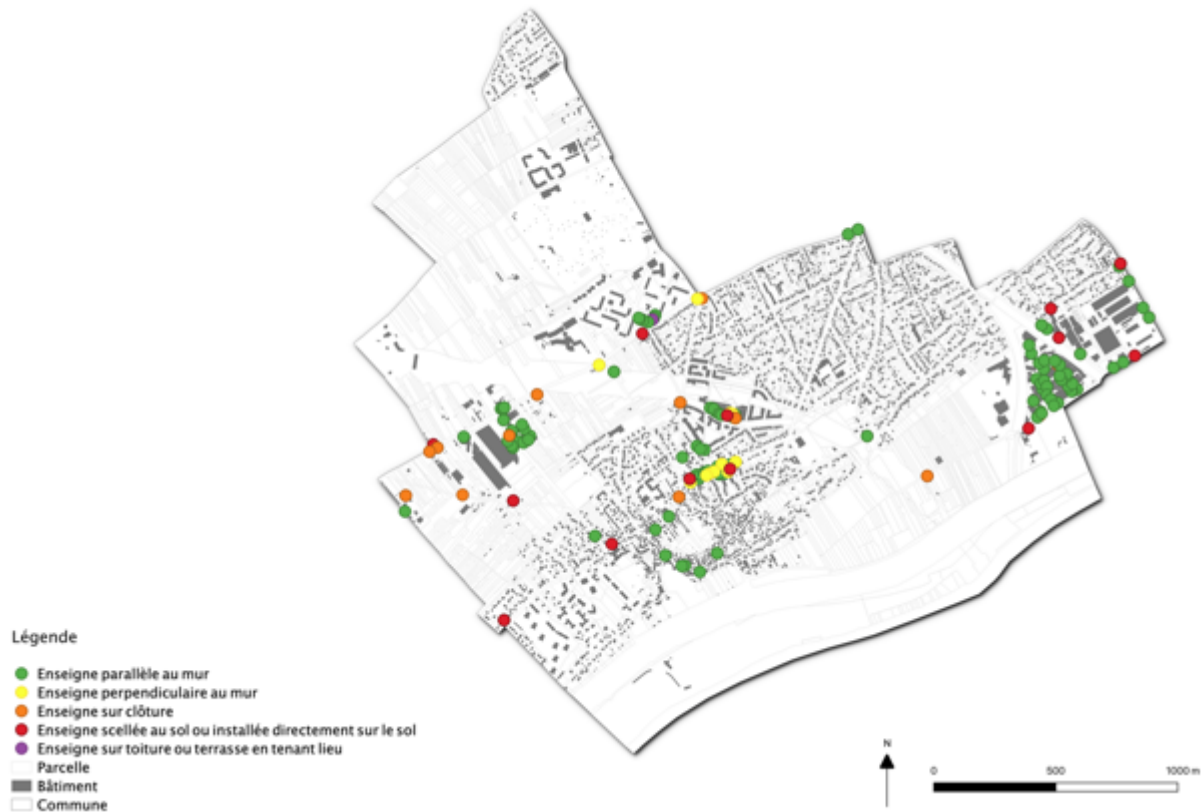 Légende
Enseigne parallèle au mur
Enseigne perpendiculaire au mur
Enseigne sur clôture
Enseigne scellée au sol ou installée directement sur le sol
Enseigne sur toiture ou terrasse en tenant lieu
Parcelle
Bâtiment
Commune
N
0 500 1000 m